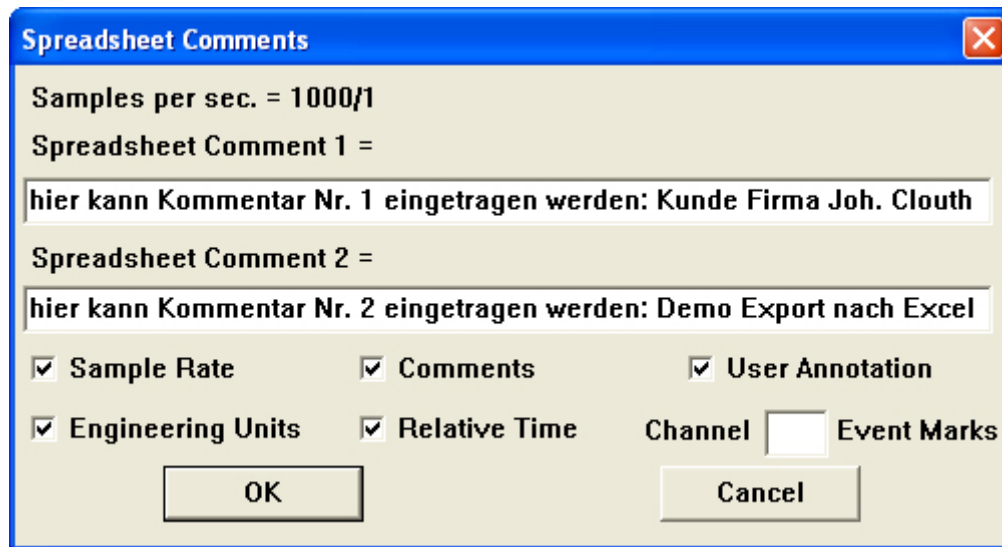 Spreadsheet Comments
Samples per sec. = 1000/1
Spreadsheet Comment 1 =
hier kann Kommentar Nr. 1 eingetragen werden: Kunde Firma Joh. Clouth
Spreadsheet Comment 2 =
hier kann Kommentar Nr. 2 eingetragen werden: Demo Export nach Excel
Sample Rate Comments User Annotation
Engineering Units Relative Time Channel Event Marks
OK Cancel